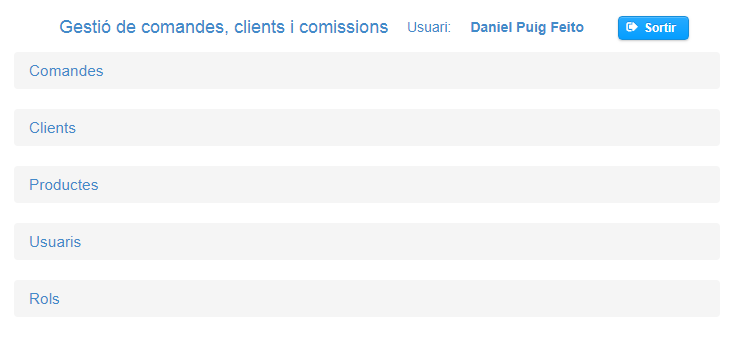 Gestió de comandes, clients i comissions Usuari: Daniel Puig Feito Sortir
Comandes
Clients
Productes
Usuaris
Rols